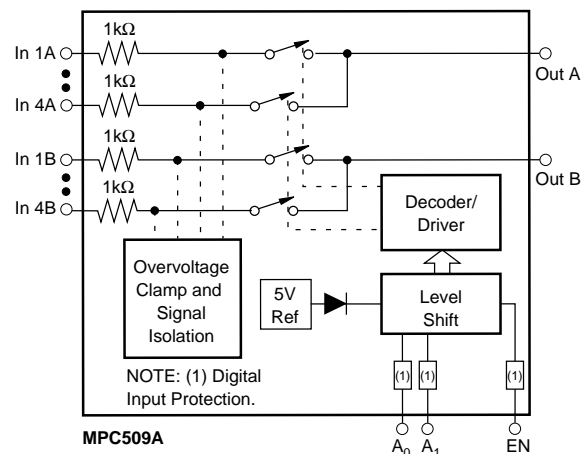 1kΩ
In 1A
Out A
1kΩ
In 4A
1kΩ
In 1B
Out B
1kΩ
In 4B
Decoder/
Driver
Overvoltage
Clamp and
Signal
Isolation
5V
Ref
Level
Shift
(1)
(1)
(1)
NOTE: (1) Digital
Input Protection.
MPC509A
A0
A1
EN